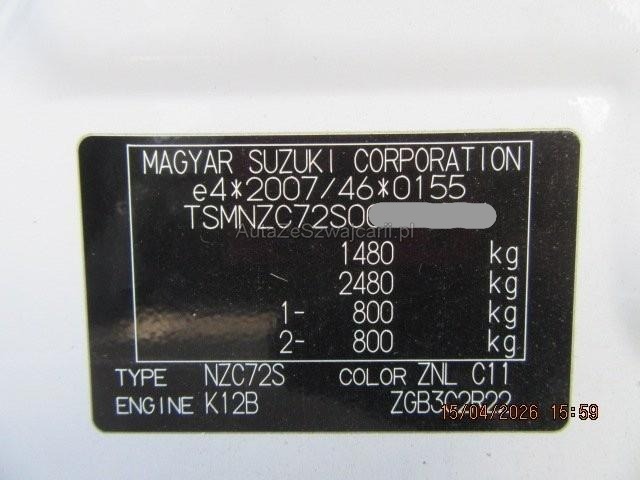 MAGYAR SUZUKI CORPORATION
e4*2007/46*0155
TSMNZC72S0
AutaZeSzwajcarii.pl
1480 kg
2480 kg
1- 800 kg
2- 800 kg
TYPE NZC72S COLOR ZNL C11
ENGINE K12B ZGB3C2R22
15/04/2026 15:59